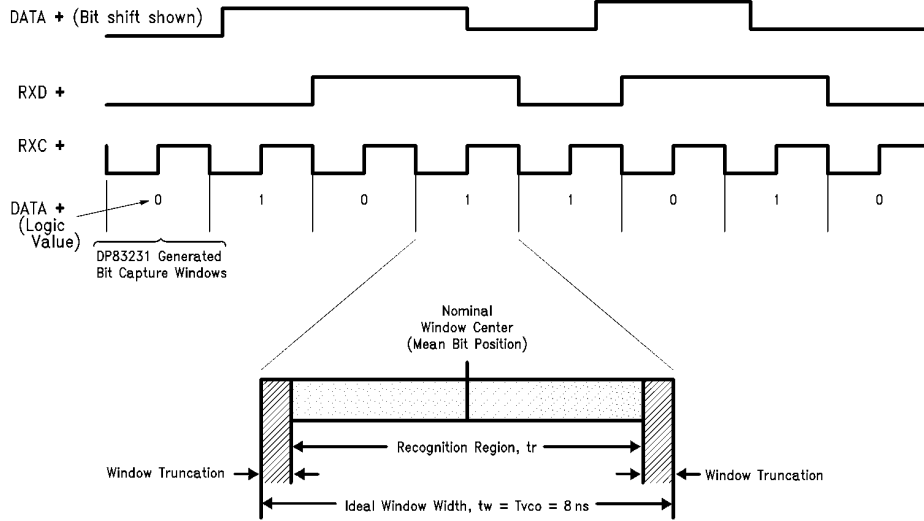 DATA + (Bit shift shown)
RXD +
RXC +
DATA +
(Logic
Value)
0 1 0 1 1 0 1 0
DP83231 Generated
Bit Capture Windows
Nominal
Window Center
(Mean Bit Position)
Recognition Region, tr
Window Truncation
Window Truncation
Ideal Window Width, tw = Tvco = 8 ns